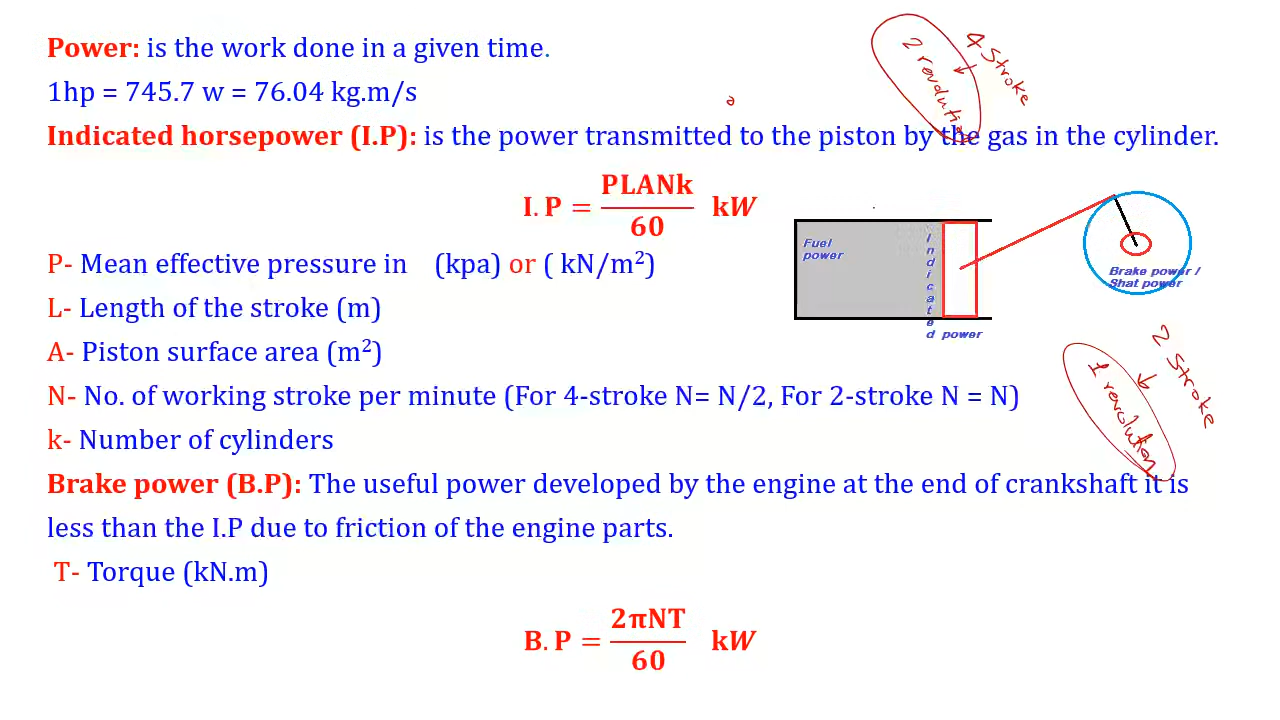 Power: is the work done in a given time.
1hp = 745.7 w = 76.04 kg.m/s
Indicated horsepower (I.P): is the power transmitted to the piston by the gas in the cylinder.
4 Stroke
2 revolution
I. P = PLANk / 60 kW
Fuel power
Indicated power
Brake power / Shat power
P- Mean effective pressure in (kpa) or ( kN/m²)
L- Length of the stroke (m)
A- Piston surface area (m²)
N- No. of working stroke per minute (For 4-stroke N= N/2, For 2-stroke N = N)
2 Stroke
1 revolution
k- Number of cylinders
Brake power (B.P): The useful power developed by the engine at the end of crankshaft it is
less than the I.P due to friction of the engine parts.
T- Torque (kN.m)
B. P = 2πNT / 60 kW